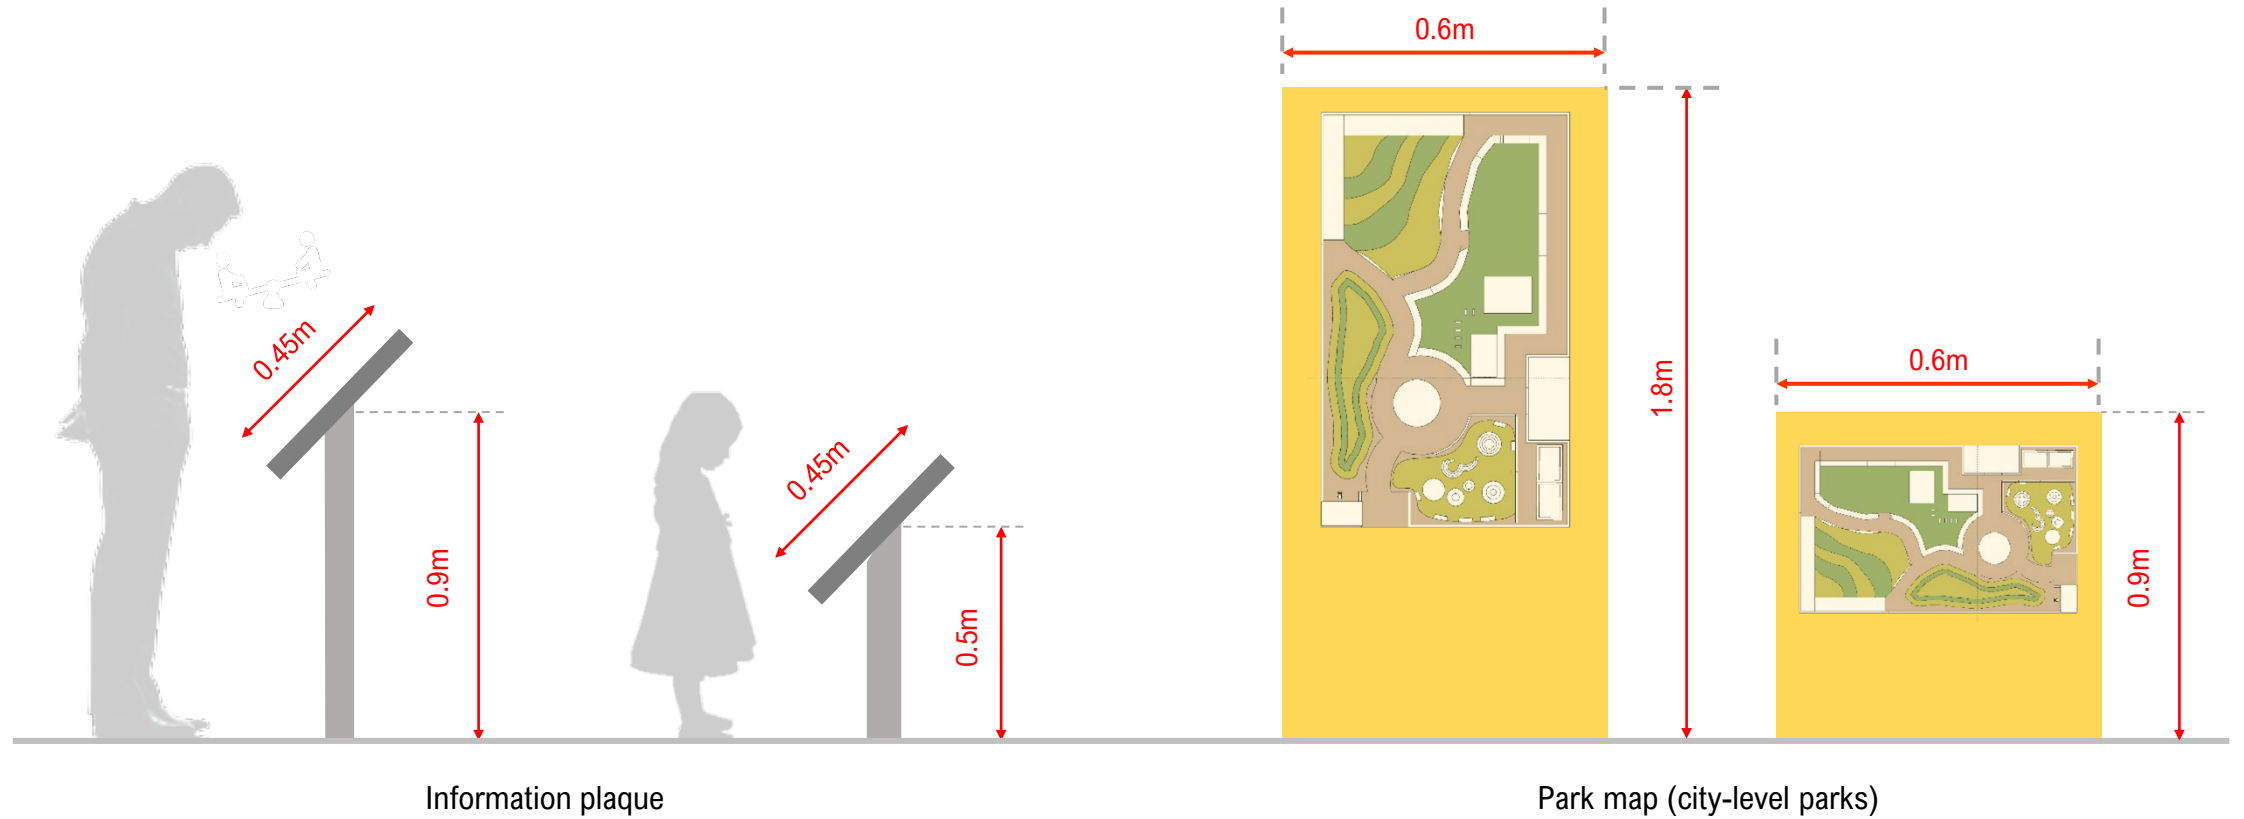 0.6m
0.45m
0.6m
1.8m
0.45m
0.9m
0.9m
0.5m
Information plaque
Park map (city-level parks)